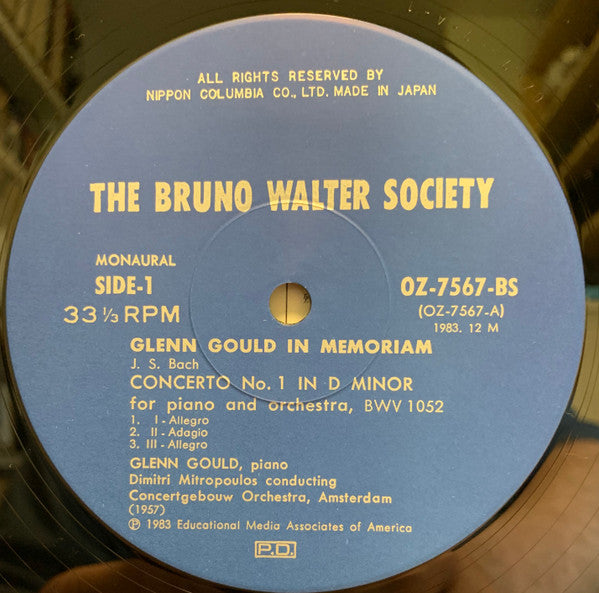 ALL RIGHTS RESERVED BY
NIPPON COLUMBIA CO., LTD. MADE IN JAPAN
THE BRUNO WALTER SOCIETY
MONAURAL
SIDE-1
33 1/3 RPM
OZ-7567-BS
(OZ-7567-A)
1983. 12 M
GLENN GOULD IN MEMORIAM
J. S. Bach
CONCERTO No. 1 IN D MINOR
for piano and orchestra, BWV 1052
1. I - Allegro
2. II - Adagio
3. III - Allegro
GLENN GOULD, piano
Dimitri Mitropoulos conducting
Concertgebouw Orchestra, Amsterdam
(1957)
℗ 1983 Educational Media Associates of America
P.D.